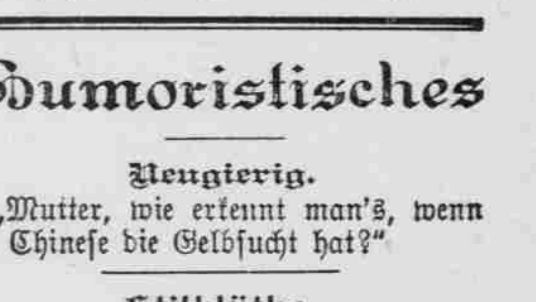 Humoristisches
Neugierig.
„Mutter, wie erkennt man's, wenn
Chinese die Gelbsucht hat?“